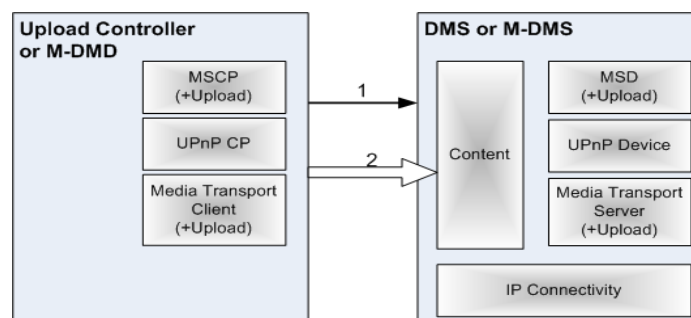 Upload Controller
or M-DMD
MSCP
(+Upload)
UPnP CP
Media Transport
Client
(+Upload)
1
2
DMS or M-DMS
Content
MSD
(+Upload)
UPnP Device
Media Transport
Server
(+Upload)
IP Connectivity